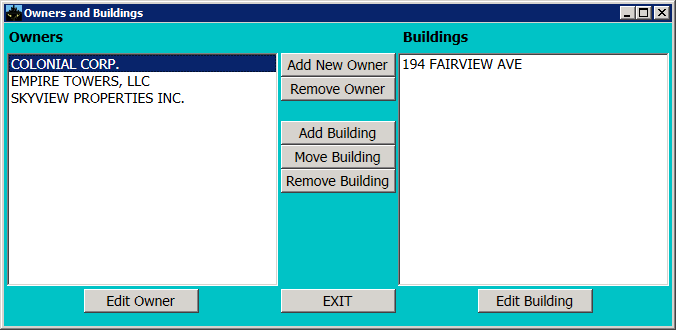 Owners and Buildings
Owners
Buildings
COLONIAL CORP.
EMPIRE TOWERS, LLC
SKYVIEW PROPERTIES INC.
Add New Owner
Remove Owner
Add Building
Move Building
Remove Building
194 FAIRVIEW AVE
Edit Owner
EXIT
Edit Building